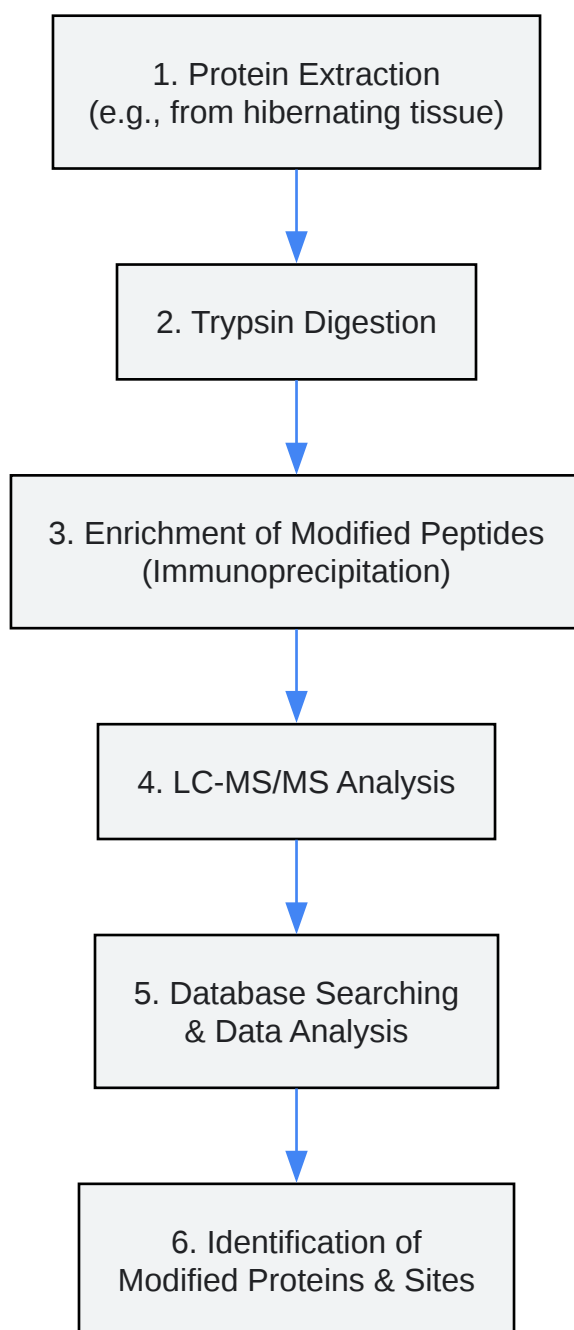 1. Protein Extraction
(e.g., from hibernating tissue)
2. Trypsin Digestion
3. Enrichment of Modified Peptides
(Immunoprecipitation)
4. LC-MS/MS Analysis
5. Database Searching
& Data Analysis
6. Identification of
Modified Proteins & Sites